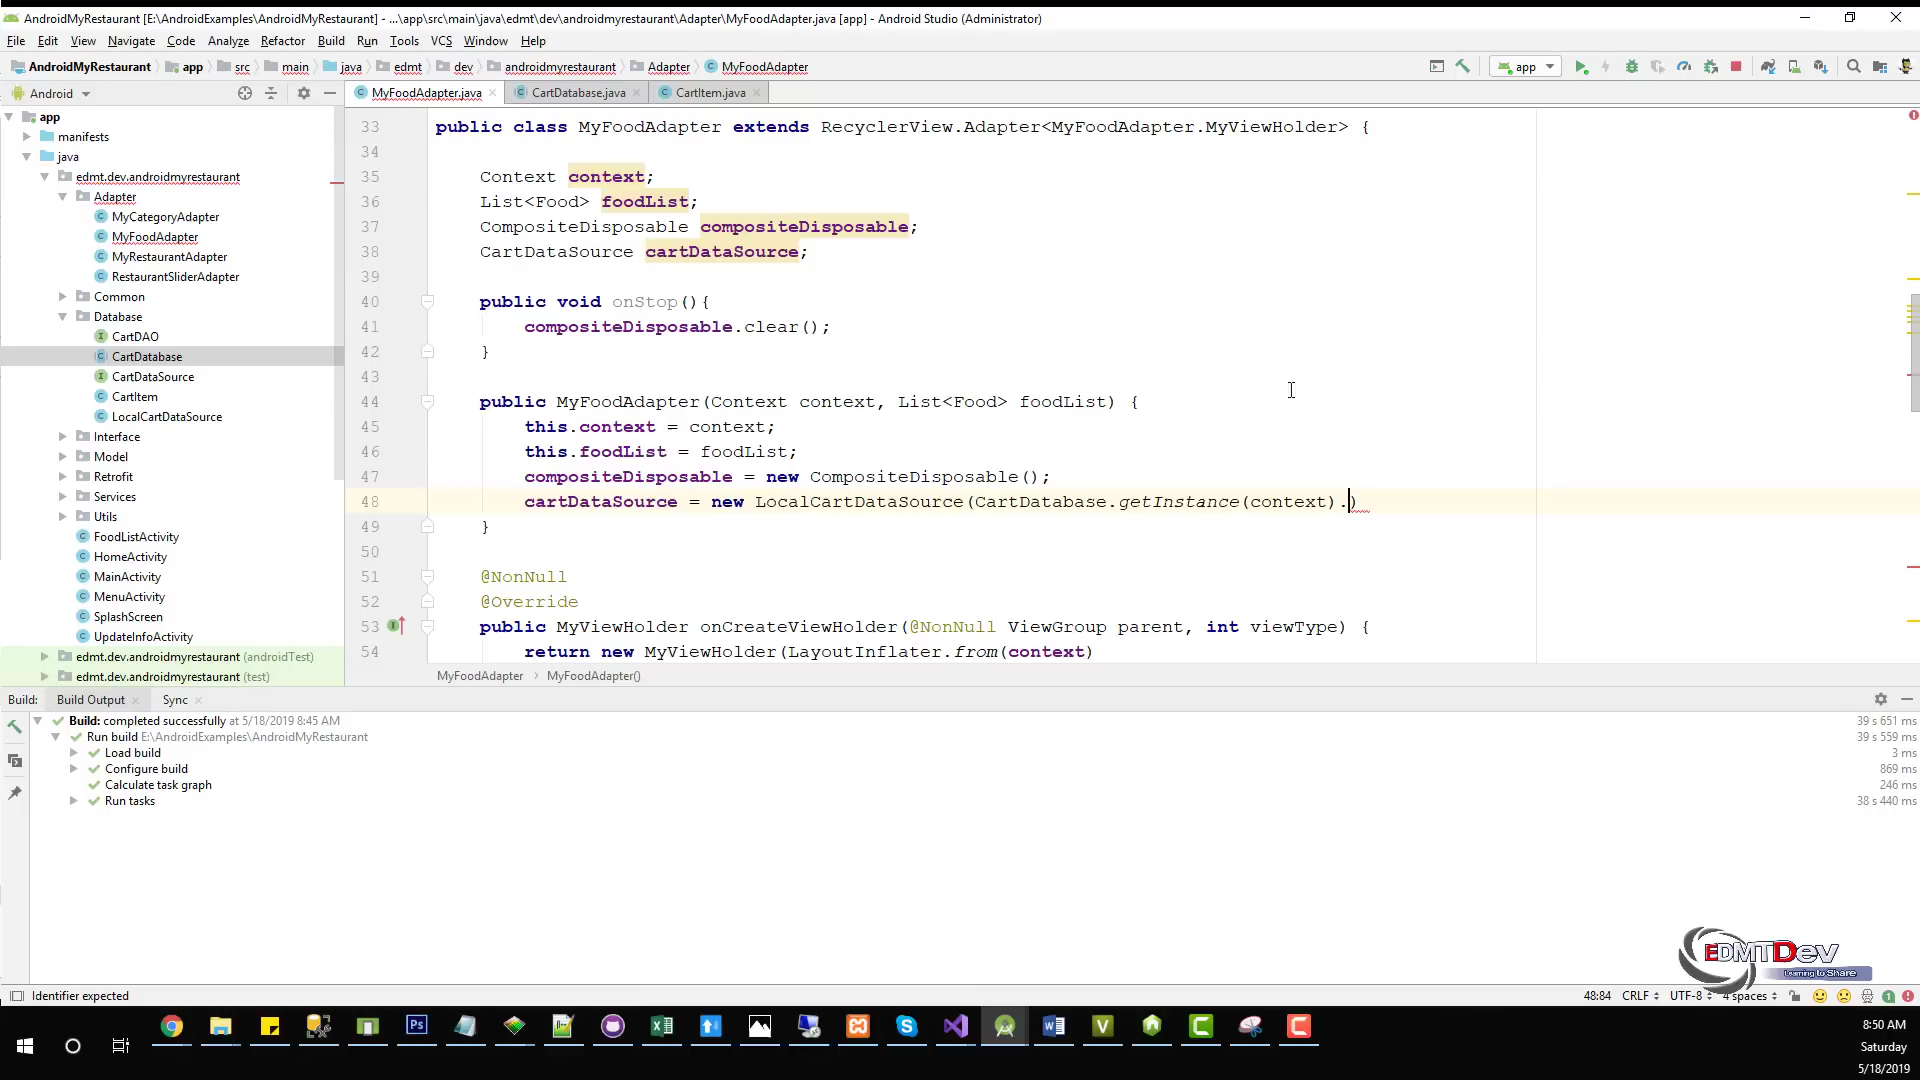 MyRestaurant [E:\AndroidExamples\AndroidMyRestaurant] - ...\app\src\main\java\edmt\dev\androidmyrestaurant\Adapter\MyFoodAdapter.java [app] - Android Studio (Administrator)
File Edit View Navigate Code Analyze Refactor Build Run Tools VCS Window Help
AndroidMyRestaurant app src main java edmt dev androidmyrestaurant Adapter MyFoodAdapter app
Android MyFoodAdapter.java CartDatabase.java CartItem.java
app
manifests
java
edmt.dev.androidmyrestaurant
Adapter
MyCategoryAdapter
MyFoodAdapter
MyRestaurantAdapter
RestaurantSliderAdapter
Common
Database
CartDAO
CartDatabase
CartDataSource
CartItem
LocalCartDataSource
Interface
Model
Retrofit
Services
Utils
FoodListActivity
HomeActivity
MainActivity
MenuActivity
SplashScreen
UpdateInfoActivity
edmt.dev.androidmyrestaurant (androidTest)
edmt.dev.androidmyrestaurant (test)
33 public class MyFoodAdapter extends RecyclerView.Adapter<MyFoodAdapter.MyViewHolder> {
34
35 Context context;
36 List<Food> foodList;
37 CompositeDisposable compositeDisposable;
38 CartDataSource cartDataSource;
39
40 public void onStop(){
41 compositeDisposable.clear();
42 }
43
44 public MyFoodAdapter(Context context, List<Food> foodList) {
45 this.context = context;
46 this.foodList = foodList;
47 compositeDisposable = new CompositeDisposable();
48 cartDataSource = new LocalCartDataSource(CartDatabase.getInstance(context).)
49 }
50
51 @NonNull
52 @Override
53 public MyViewHolder onCreateViewHolder(@NonNull ViewGroup parent, int viewType) {
54 return new MyViewHolder(LayoutInflater.from(context)
MyFoodAdapter MyFoodAdapter()
Build: Build Output Sync
Build: completed successfully at 5/18/2019 8:45 AM 39 s 651 ms
Run build E:\AndroidExamples\AndroidMyRestaurant 39 s 559 ms
Load build 3 ms
Configure build 869 ms
Calculate task graph 246 ms
Run tasks 38 s 440 ms
EDMTDev
Learning to Share
Identifier expected 48:84 CRLF UTF-8 4 spaces
8:50 AM
Saturday
5/18/2019